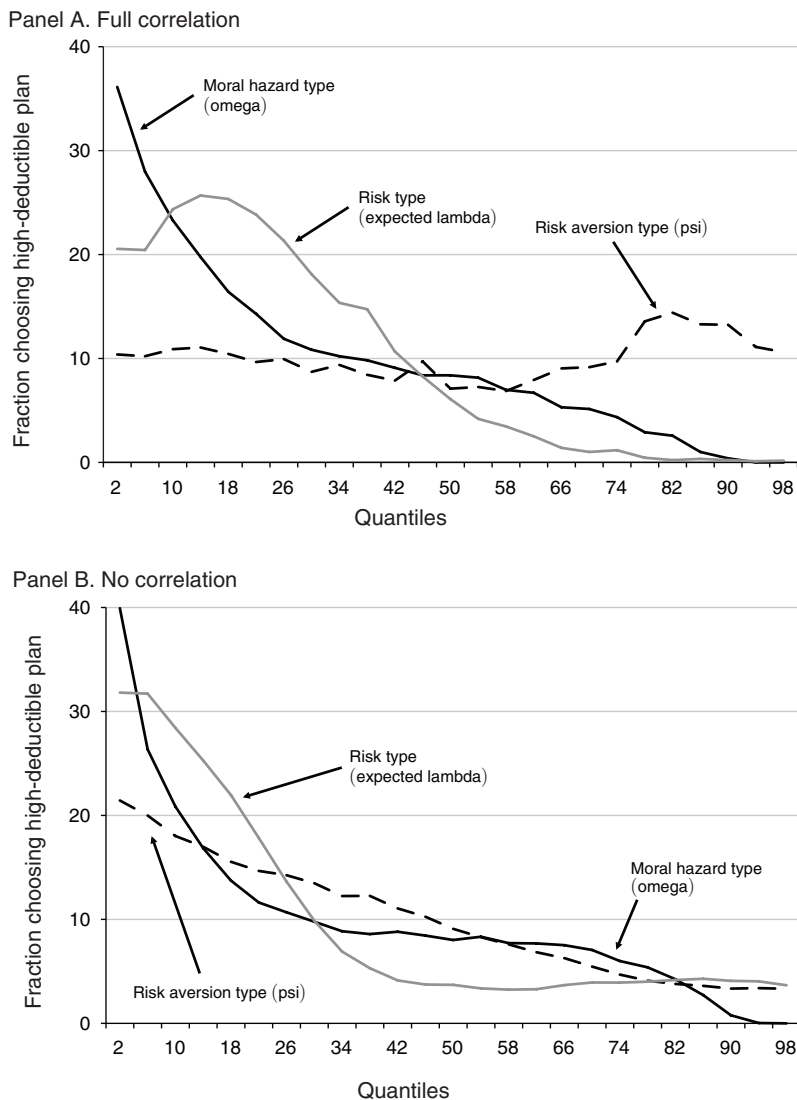 Panel A. Full correlation
Fraction choosing high-deductible plan
40
30
20
10
0
Moral hazard type
(omega)
Risk type
(expected lambda)
Risk aversion type (psi)
2 10 18 26 34 42 50 58 66 74 82 90 98
Quantiles
Panel B. No correlation
Fraction choosing high-deductible plan
40
30
20
10
0
Risk type
(expected lambda)
Moral hazard type
(omega)
Risk aversion type (psi)
2 10 18 26 34 42 50 58 66 74 82 90 98
Quantiles